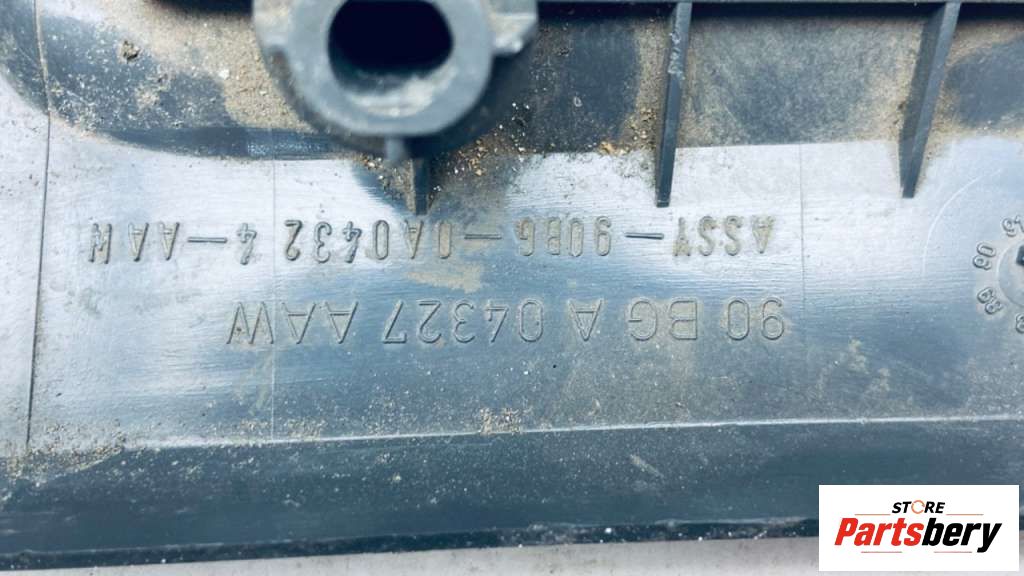 90 BG A 04327 AAW
ASSY-90BG-0A0432 4-AAW
STORE
Partsbery